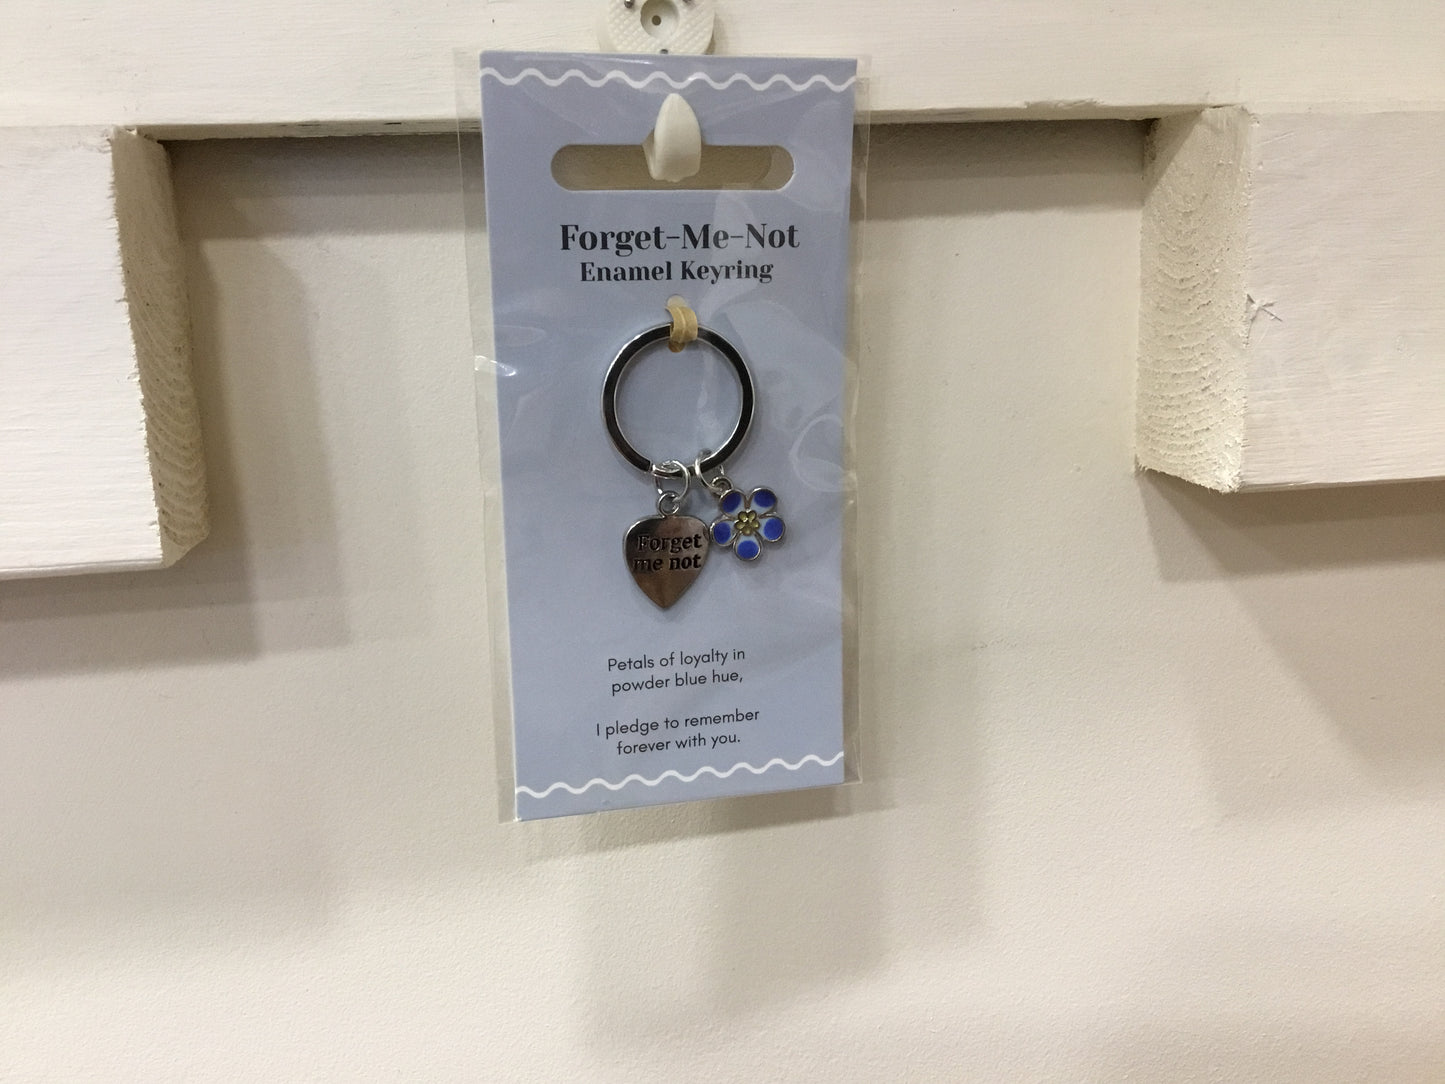 Forget-Me-Not
Enamel Keyring
Forget
me not
Petals of loyalty in
powder blue hue,
I pledge to remember
forever with you.